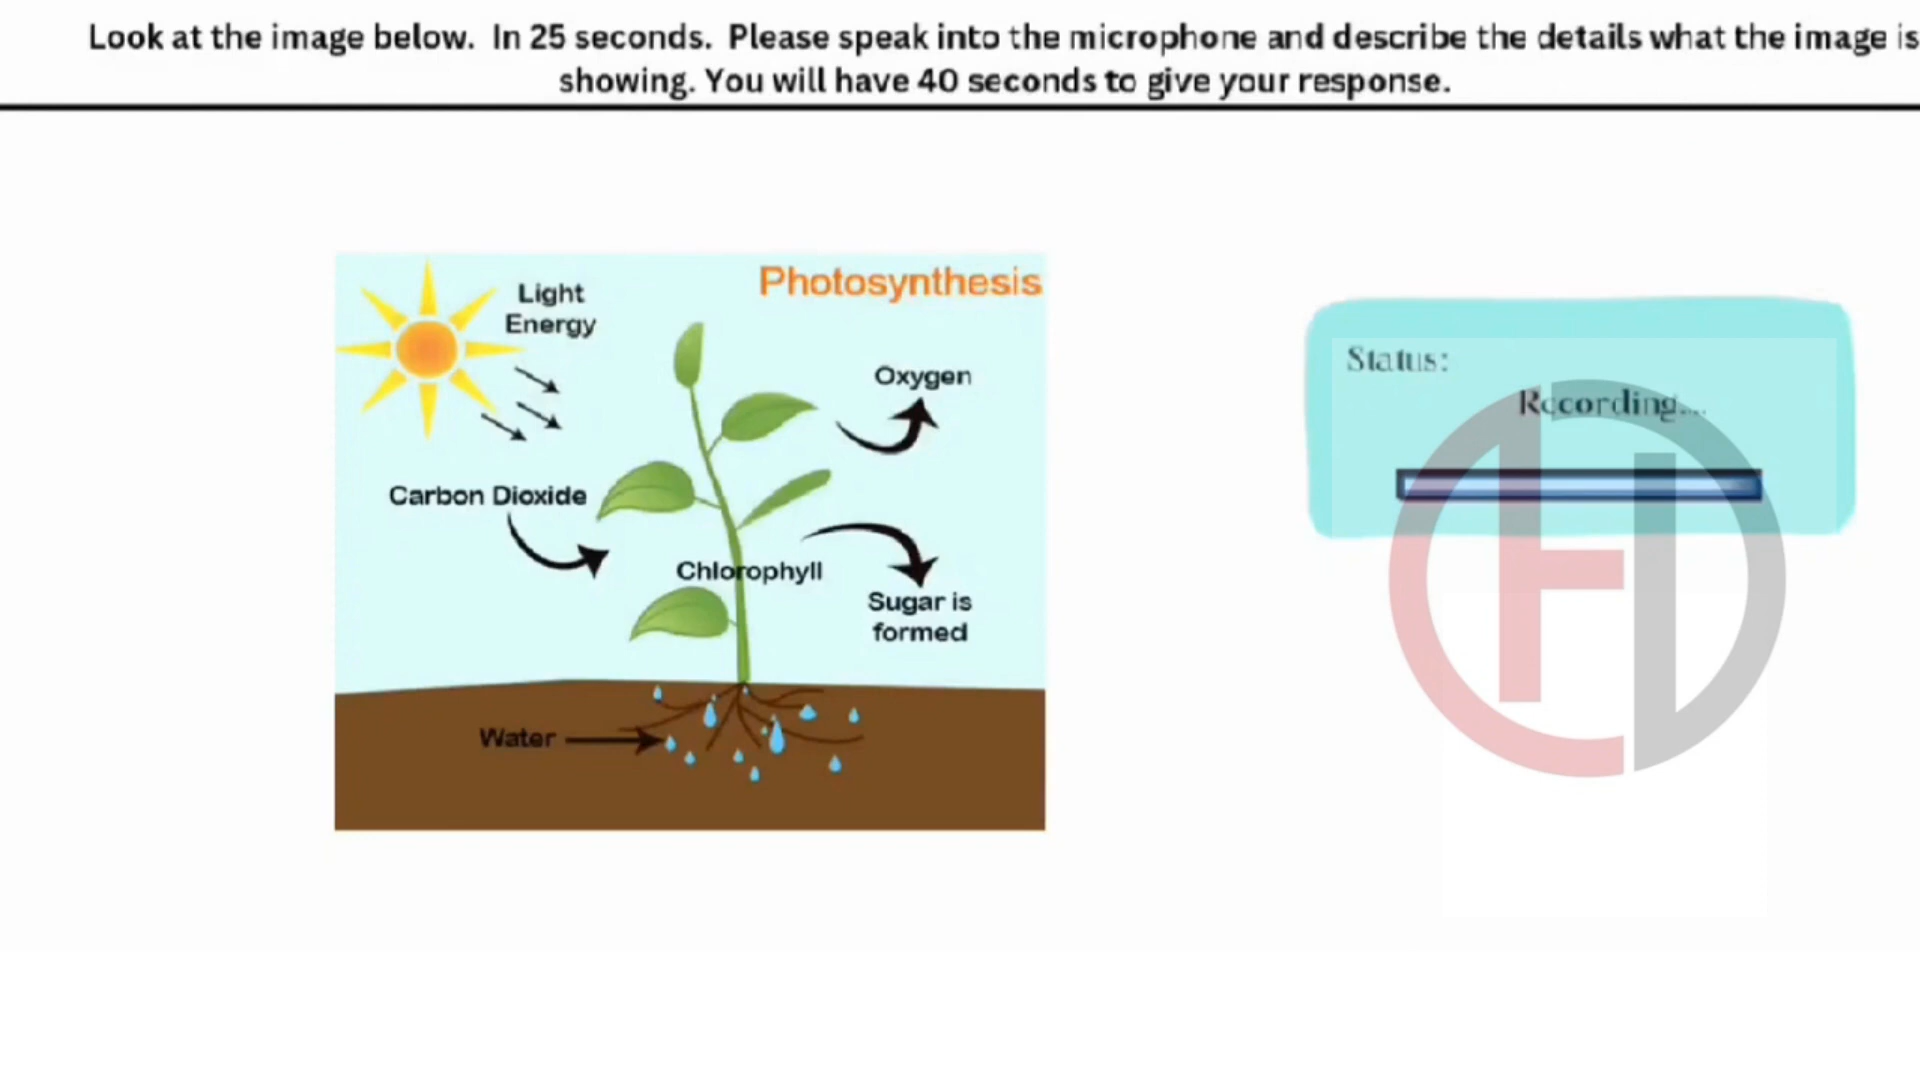 Look at the image below. In 25 seconds. Please speak into the microphone and describe the details what the image is
showing. You will have 40 seconds to give your response.
Photosynthesis
Light
Energy
Oxygen
Carbon Dioxide
Chlorophyll
Sugar is
formed
Water
Status:
Recording....